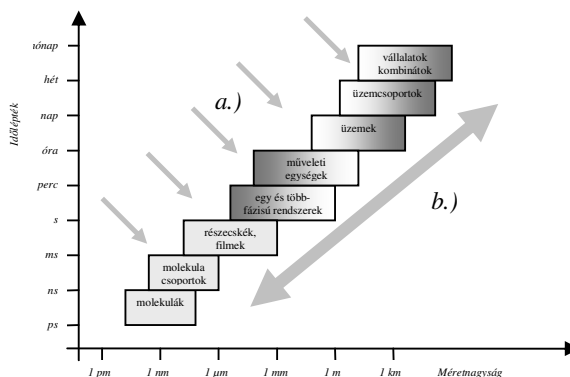 hónap
hét
nap
óra
perc
s
ms
ns
ps
Időlépték
a.)
b.)
vállalatok
kombinátok
üzemcsoportok
üzemek
műveleti
egységek
egy és több-
fázisú rendszerek
részecskék,
filmek
molekula
csoportok
molekulák
1 pm
1 nm
1 μm
1 mm
1 m
1 km
Méretnagyság